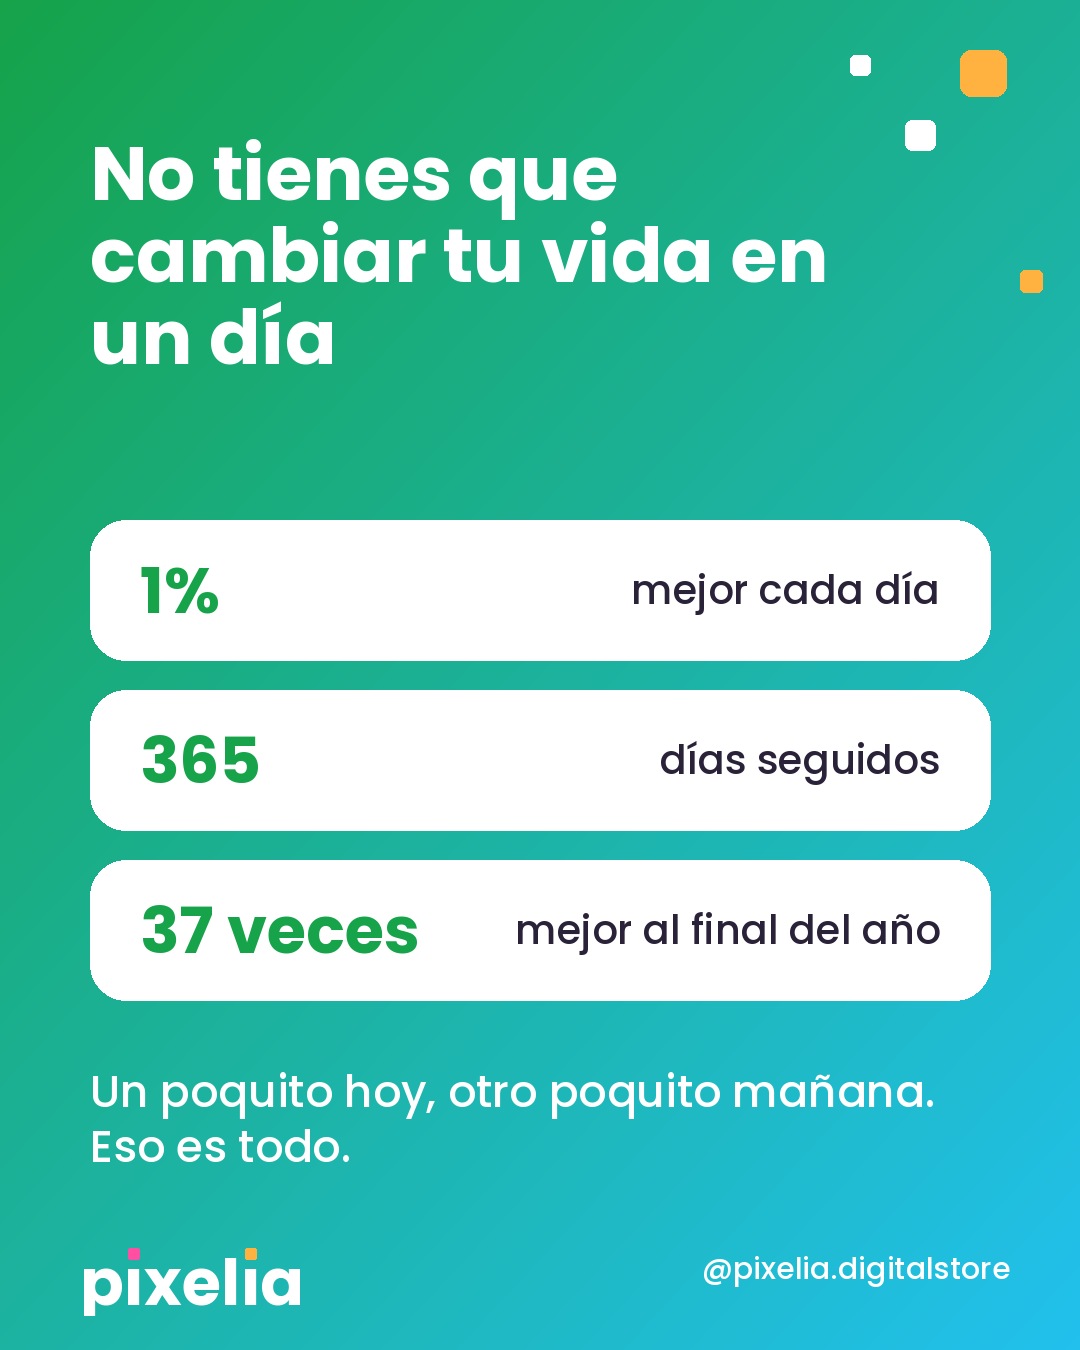 No tienes que
cambiar tu vida en
un día
1% mejor cada día
365 días seguidos
37 veces mejor al final del año
Un poquito hoy, otro poquito mañana.
Eso es todo.
pixelia
@pixelia.digitalstore